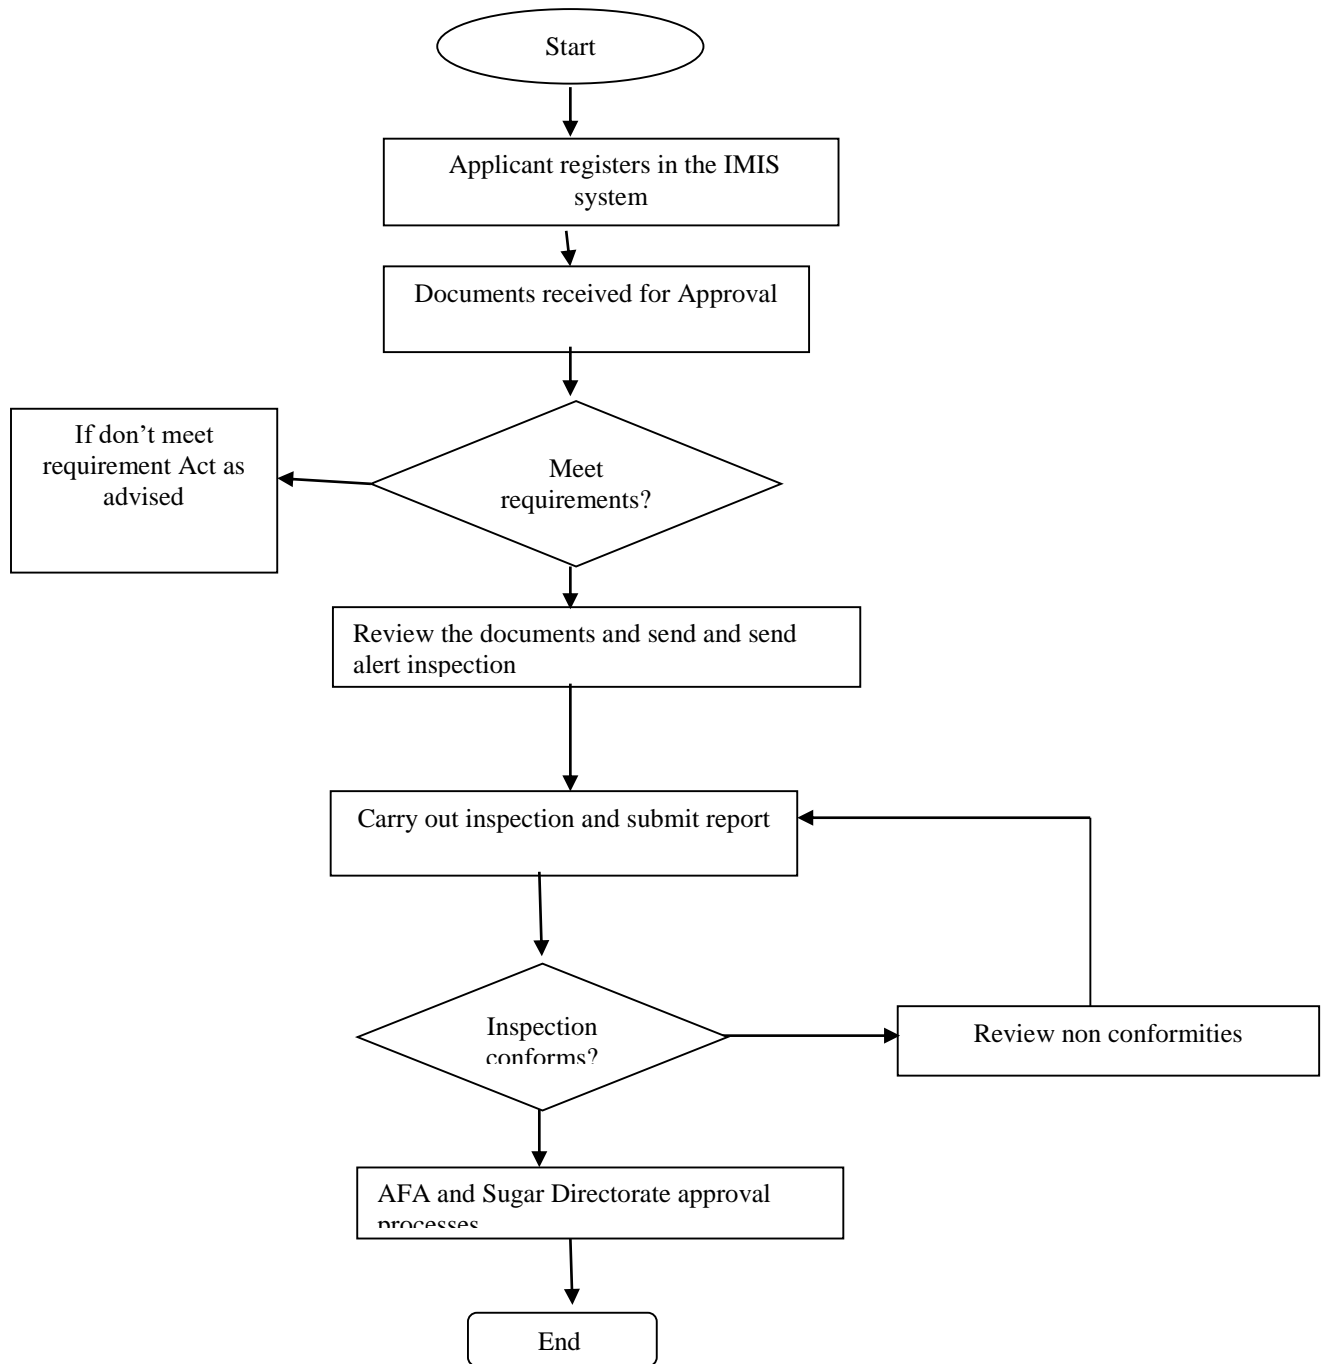 Start
Applicant registers in the IMIS
system
Documents received for Approval
If don’t meet
requirement Act as
advised
Meet
requirements?
Review the documents and send and send
alert inspection
Carry out inspection and submit report
Inspection
conforms?
Review non conformities
AFA and Sugar Directorate approval
processes
End